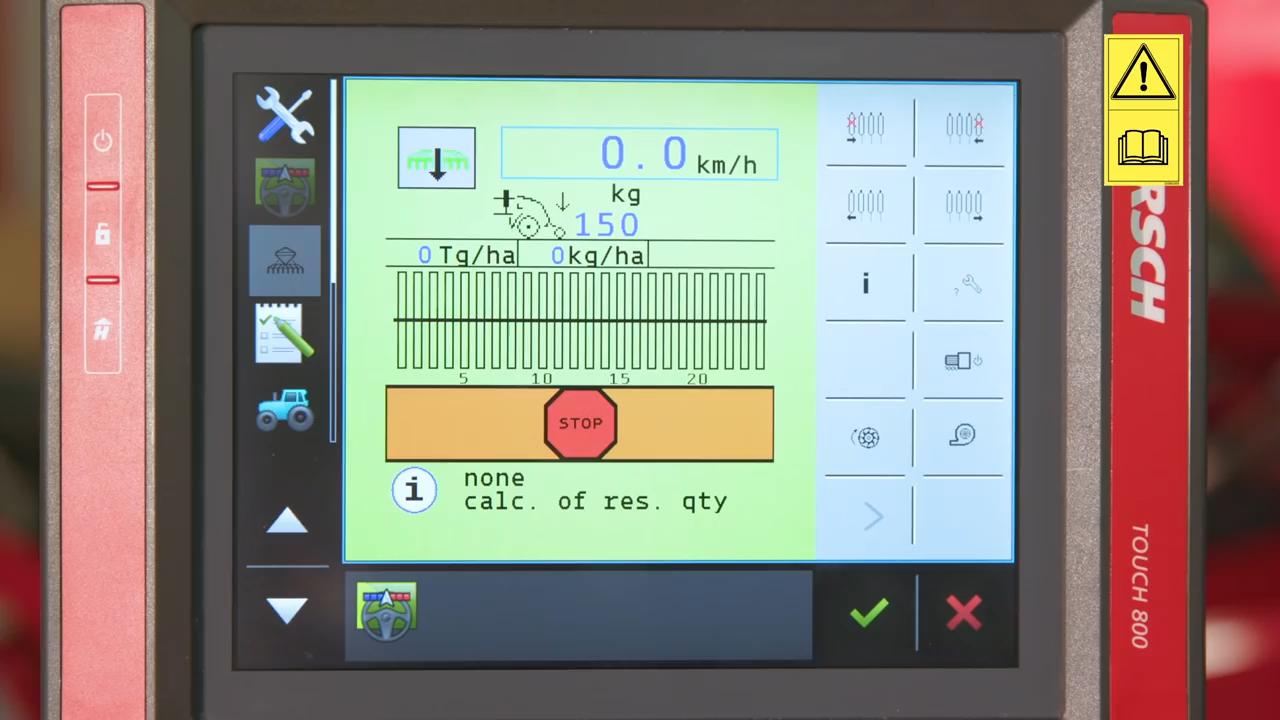 0.0 km/h
kg
150
0 Tg/ha 0 kg/ha
5 10 15 20
STOP
i none
calc. of res. qty
i
?
H
RSCH
TOUCH 800